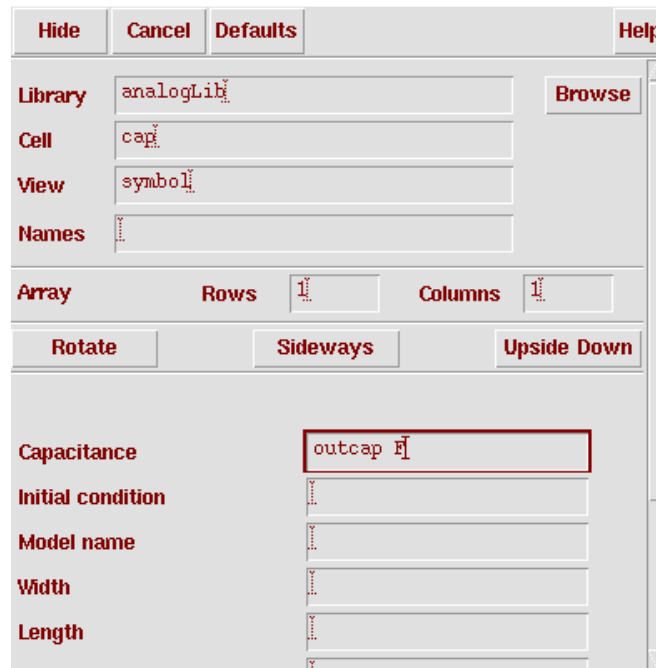 Hide Cancel Defaults Help
Library analogLib Browse
Cell cap
View symbol
Names
Array Rows 1 Columns 1
Rotate Sideways Upside Down
Capacitance outcap F
Initial condition
Model name
Width
Length